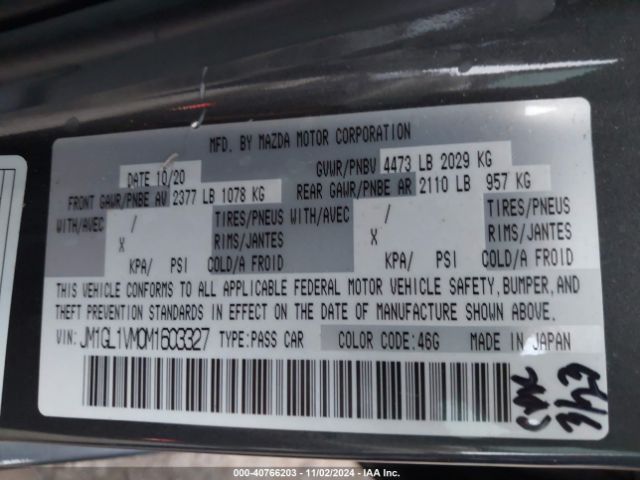 MFD. BY MAZDA MOTOR CORPORATION
DATE 10/20 GVWR/PNBV 4473 LB 2029 KG
FRONT GAWR/PNBE AV 2377 LB 1078 KG REAR GAWR/PNBE AR 2110 LB 957 KG
WITH/AVEC / TIRES/PNEUS WITH/AVEC / TIRES/PNEUS
X RIMS/JANTES X RIMS/JANTES
KPA/ PSI COLD/A FROID KPA/ PSI COLD/A FROID
THIS VEHICLE CONFORMS TO ALL APPLICABLE FEDERAL MOTOR VEHICLE SAFETY, BUMPER, AND
THEFT PREVENTION STANDARDS IN EFFECT ON THE DATE OF MANUFACTURE SHOWN ABOVE.
VIN: JM1GL1VM0M1603327 TYPE: PASS CAR COLOR CODE: 46G MADE IN JAPAN
000-40766203 - 11/02/2024 - IAA Inc.